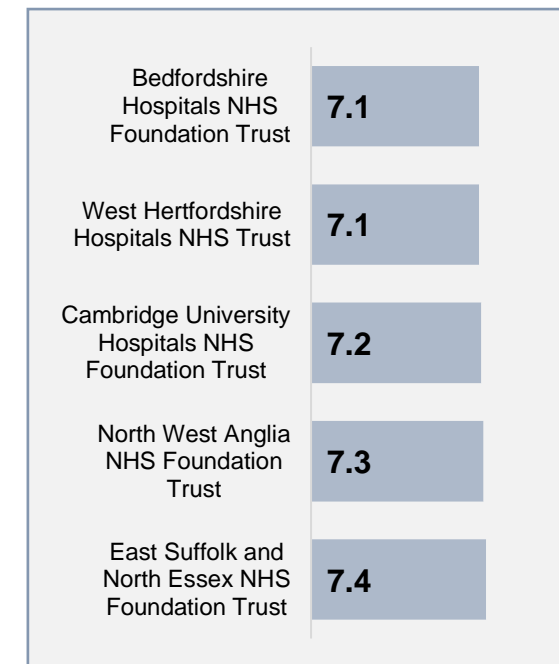 Bedfordshire
Hospitals NHS
Foundation Trust
7.1
West Hertfordshire
Hospitals NHS Trust
7.1
Cambridge University
Hospitals NHS
Foundation Trust
7.2
North West Anglia
NHS Foundation
Trust
7.3
East Suffolk and
North Essex NHS
Foundation Trust
7.4